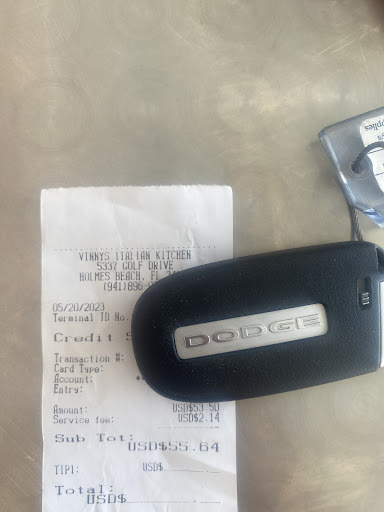 VINNYS ITALIAN KITCHEN
5337 GOLF DRIVE
HOLMES BEACH, FL
(941)896-
05/20/2023
Terminal ID No.
Credit
Transaction #:
Card Type:
Account:
Entry:
Amount: USD$53.50
Service fee: USD$2.14
Sub Tot: USD$55.64
TIP1: USD$
Total: USD$
DODGE
pplies